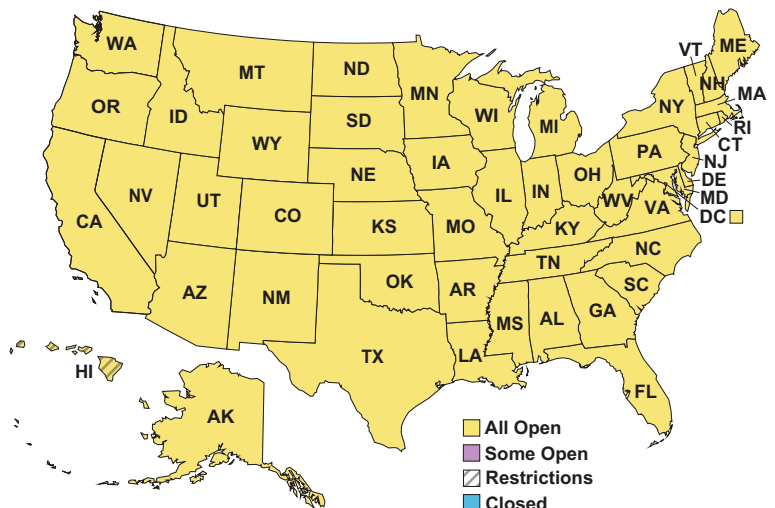 WA
MT
ND
MN
VT
ME
NH
MA
OR
ID
SD
WI
MI
NY
RI
CT
WY
IA
PA
NJ
NE
OH
DE
NV
UT
IL
IN
WV
MD
CA
CO
KS
MO
KY
VA
DC
AZ
NM
OK
AR
TN
NC
SC
MS
AL
GA
HI
TX
LA
FL
AK
All Open
Some Open
Restrictions
Closed